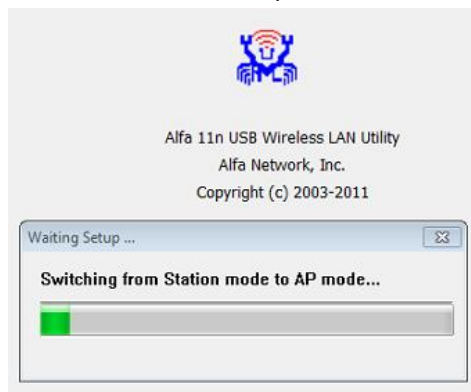 Alfa 11n USB Wireless LAN Utility
Alfa Network, Inc.
Copyright (c) 2003-2011
Waiting Setup ...
Switching from Station mode to AP mode...